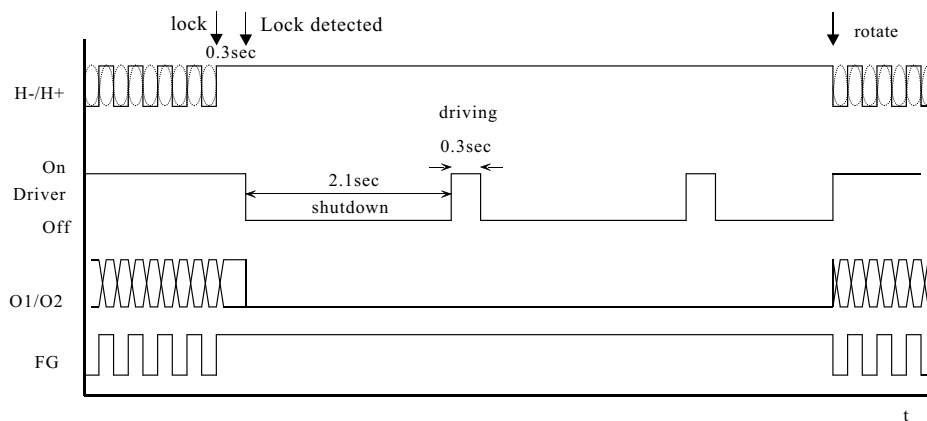 lock
Lock detected
rotate
0.3sec
H-/H+
driving
On
0.3sec
Driver
2.1sec
shutdown
Off
O1/O2
FG
t